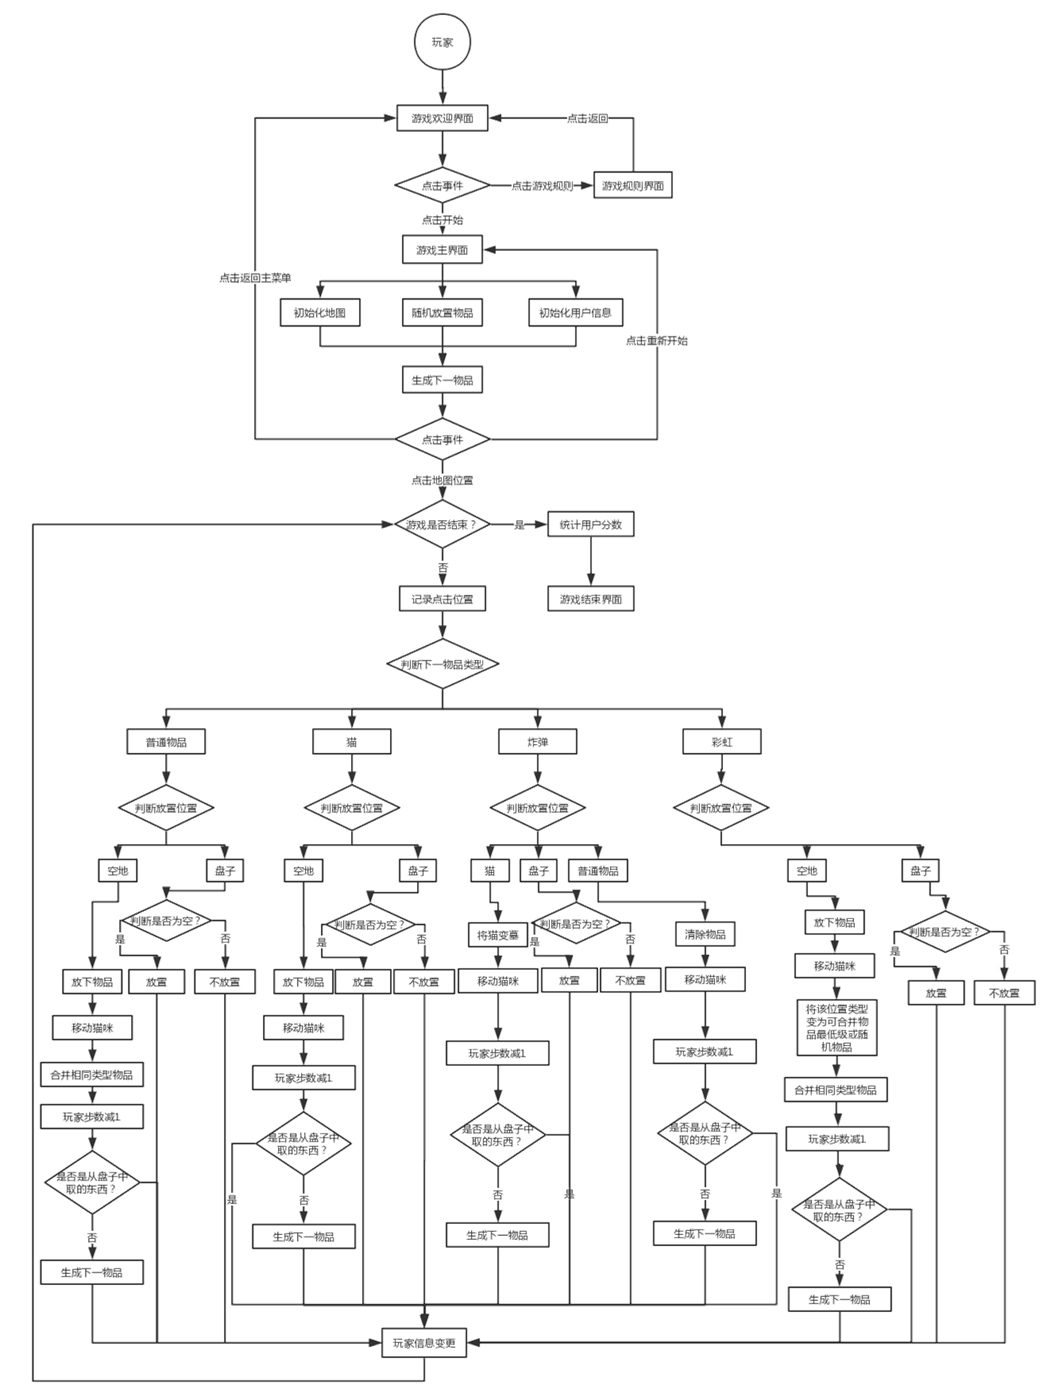 玩家
游戏欢迎界面
点击返回
点击事件
点击游戏规则
游戏规则界面
点击开始
游戏主界面
点击返回主菜单
初始化地图
随机放置物品
初始化用户信息
点击重新开始
生成下一物品
点击事件
点击地图位置
游戏是否结束？
是
统计用户分数
否
记录点击位置
游戏结束界面
判断下一物品类型
普通物品
猫
炸弹
彩虹
判断放置位置
判断放置位置
判断放置位置
判断放置位置
空地
盘子
空地
盘子
猫
盘子
普通物品
空地
盘子
判断是否为空？
判断是否为空？
判断是否为空？
放下物品
判断是否为空？
将猫变墓
清除物品
是
否
是
否
是
否
是
否
放下物品
放置
不放置
放下物品
放置
不放置
移动猫咪
放置
不放置
移动猫咪
移动猫咪
放置
不放置
移动猫咪
移动猫咪
将该位置类型
变为可合并物
品最低级或随
机物品
玩家步数减1
玩家步数减1
合并相同类型物品
玩家步数减1
合并相同类型物品
玩家步数减1
玩家步数减1
是否是从盘子中
取的东西？
是否是从盘子中
取的东西？
是否是从盘子中
取的东西？
是否是从盘子中
取的东西？
是否是从盘子中
取的东西？
是
否
否
是
否
是
否
否
生成下一物品
生成下一物品
生成下一物品
生成下一物品
生成下一物品
玩家信息变更